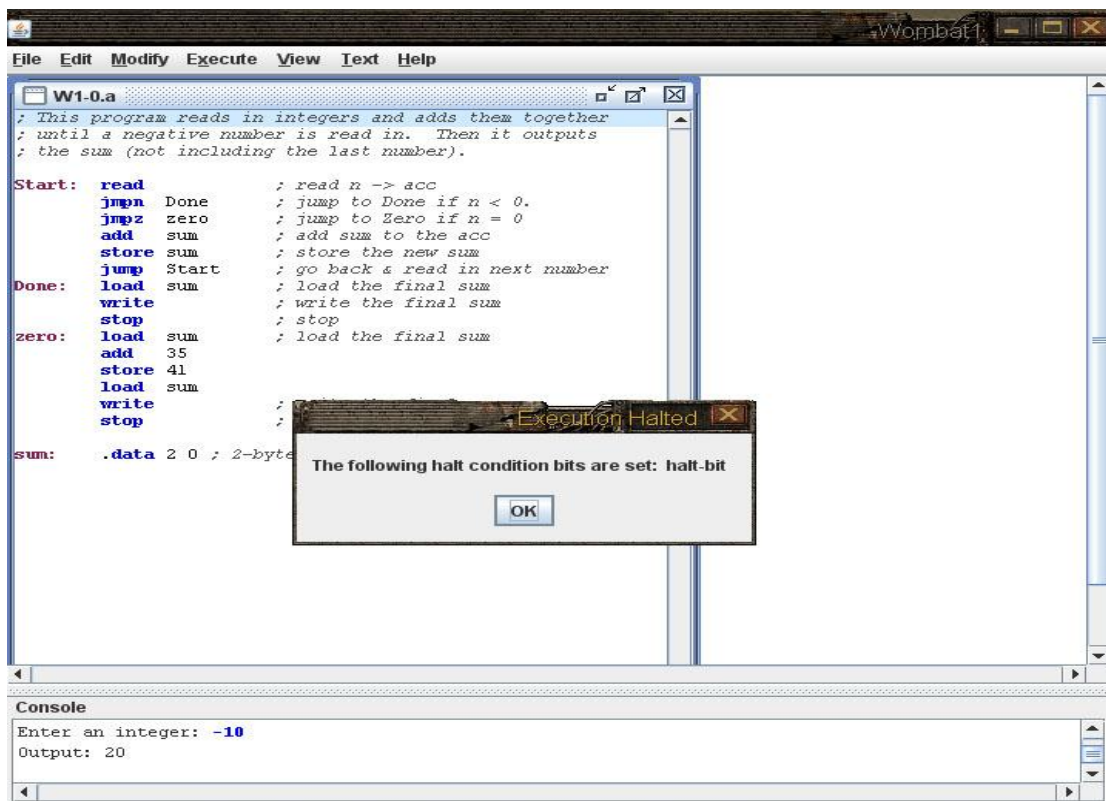 Wombat1
File Edit Modify Execute View Text Help
W1-0.a
; This program reads in integers and adds them together
; until a negative number is read in. Then it outputs
; the sum (not including the last number).
Start: read ; read n -> acc
jmpn Done ; jump to Done if n < 0.
jmpz zero ; jump to Zero if n = 0
add sum ; add sum to the acc
store sum ; store the new sum
jump Start ; go back & read in next number
Done: load sum ; load the final sum
write ; write the final sum
stop ; stop
zero: load sum ; load the final sum
add 35
store 41
load sum
write ;
stop ;
sum: .data 2 0 ; 2-byte
Execution Halted
The following halt condition bits are set: halt-bit
OK
Console
Enter an integer: -10
Output: 20